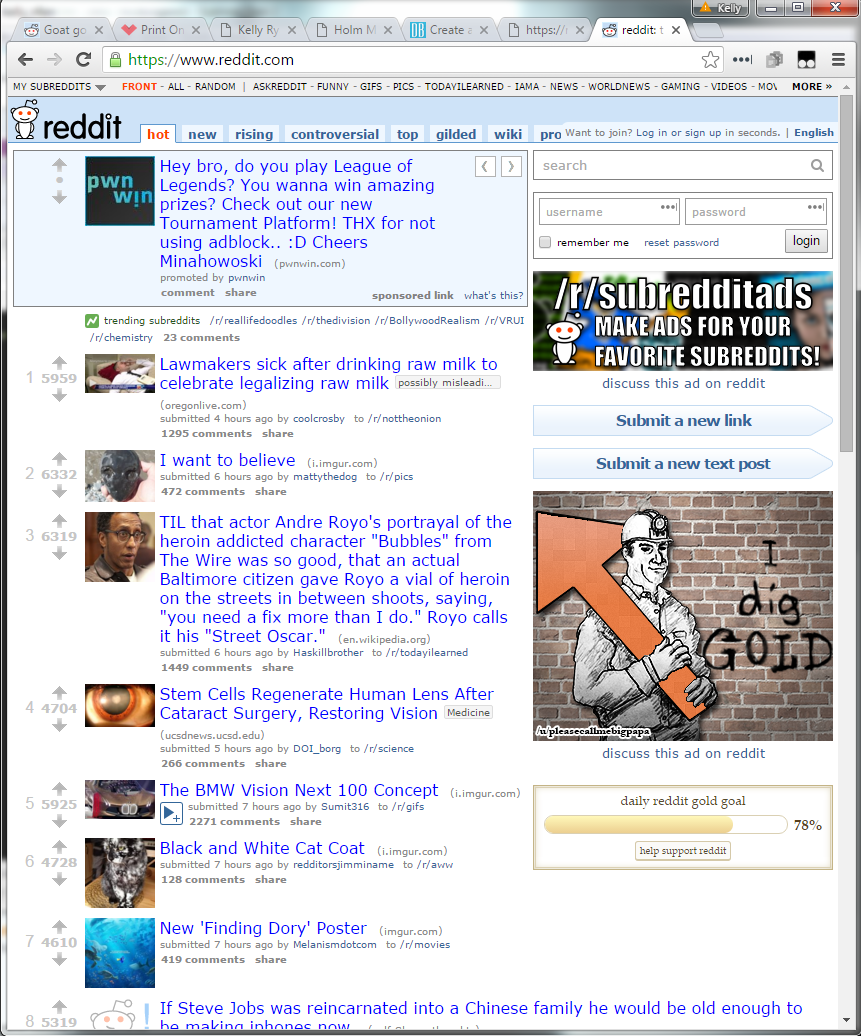 Kelly
Goat go
Print On
Kelly Ry
Holm M
Create a
https://r
reddit: t
https://www.reddit.com
MY SUBREDDITS FRONT - ALL - RANDOM | ASKREDDIT - FUNNY - GIFS - PICS - TODAYILEARNED - IAMA - NEWS - WORLDNEWS - GAMING - VIDEOS - MOV MORE »
reddit hot new rising controversial top gilded wiki pro
Want to join? Log in or sign up in seconds. | English
pwn
win
Hey bro, do you play League of
Legends? You wanna win amazing
prizes? Check out our new
Tournament Platform! THX for not
using adblock.. :D Cheers
Minahowoski (pwnwin.com)
promoted by pwnwin
comment share
sponsored link what's this?
trending subreddits /r/reallifedoodles /r/thedivision /r/BollywoodRealism /r/VRUI
/r/chemistry 23 comments
1 5959
Lawmakers sick after drinking raw milk to
celebrate legalizing raw milk possibly misleadi...
(oregonlive.com)
submitted 4 hours ago by coolcrosby to /r/nottheonion
1295 comments share
2 6332
I want to believe (i.imgur.com)
submitted 6 hours ago by mattythedog to /r/pics
472 comments share
3 6319
TIL that actor Andre Royo's portrayal of the
heroin addicted character "Bubbles" from
The Wire was so good, that an actual
Baltimore citizen gave Royo a vial of heroin
on the streets in between shoots, saying,
"you need a fix more than I do." Royo calls
it his "Street Oscar." (en.wikipedia.org)
submitted 6 hours ago by Haskillbrother to /r/todayilearned
1449 comments share
4 4704
Stem Cells Regenerate Human Lens After
Cataract Surgery, Restoring Vision Medicine
(ucsdnews.ucsd.edu)
submitted 5 hours ago by DOI_borg to /r/science
266 comments share
5 5925
The BMW Vision Next 100 Concept (i.imgur.com)
submitted 7 hours ago by Sumit316 to /r/gifs
2271 comments share
6 4728
Black and White Cat Coat (i.imgur.com)
submitted 7 hours ago by redditorsjimminame to /r/aww
128 comments share
7 4610
New 'Finding Dory' Poster (imgur.com)
submitted 7 hours ago by Melanismdotcom to /r/movies
419 comments share
8 5319
If Steve Jobs was reincarnated into a Chinese family he would be old enough to
be making iphones now.
search
username
password
remember me reset password login
/r/subredditads
MAKE ADS FOR YOUR
FAVORITE SUBREDDITS!
discuss this ad on reddit
Submit a new link
Submit a new text post
I
dig
GOLD
/u/pleasecallmebigpapa
discuss this ad on reddit
daily reddit gold goal
78%
help support reddit